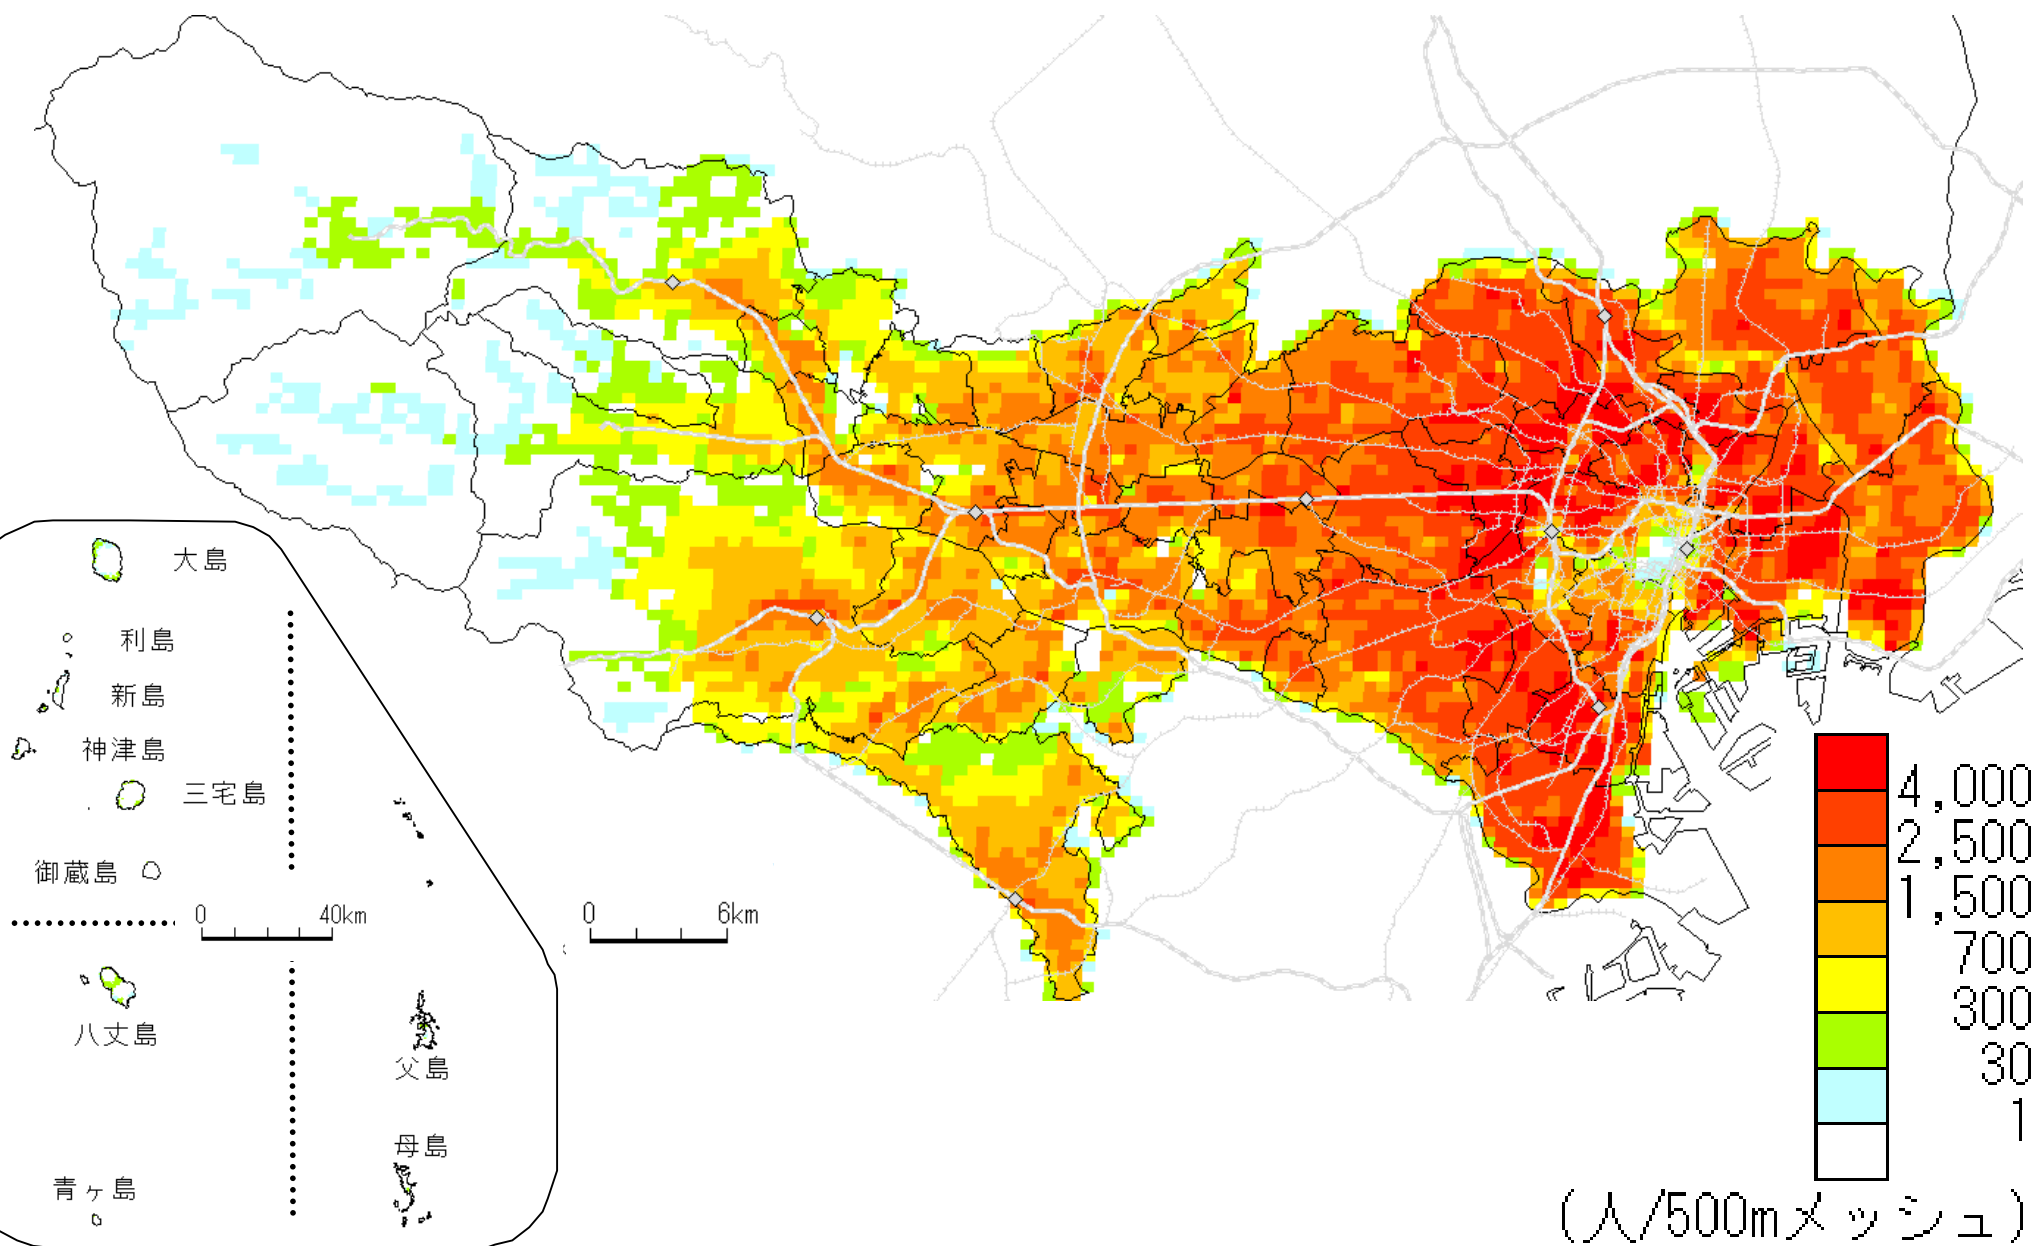 大島
利島
新島
神津島
三宅島
御蔵島
0 40km
0 6km
八丈島
父島
母島
青ヶ島
4,000
2,500
1,500
700
300
30
1
(人/500mメッシュ)